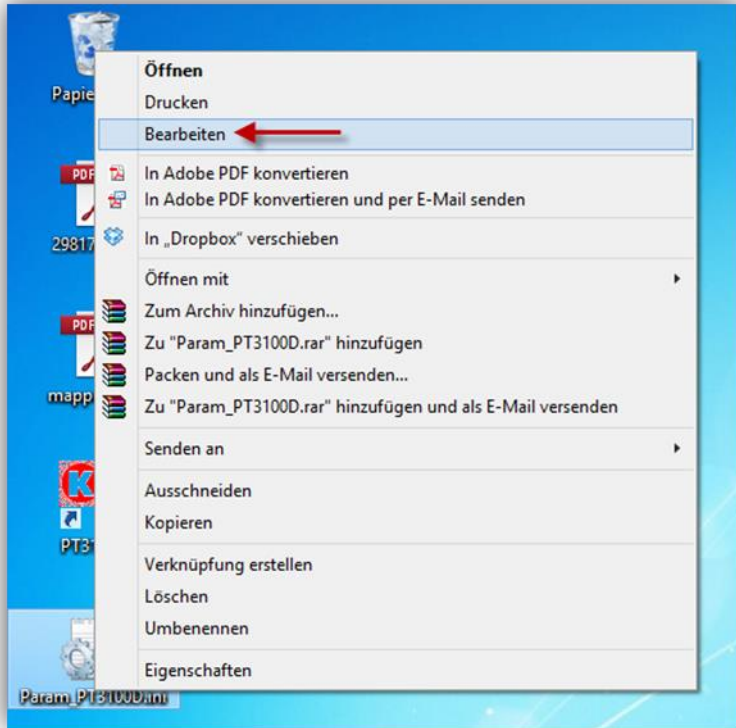 Papie
Öffnen
Drucken
Bearbeiten
PDF
In Adobe PDF konvertieren
In Adobe PDF konvertieren und per E-Mail senden
29817
In „Dropbox“ verschieben
Öffnen mit
Zum Archiv hinzufügen...
PDF
Zu "Param_PT3100D.rar" hinzufügen
Packen und als E-Mail versenden...
mapp
Zu "Param_PT3100D.rar" hinzufügen und als E-Mail versenden
Senden an
K
Ausschneiden
Kopieren
PT31
Verknüpfung erstellen
Löschen
Umbenennen
Eigenschaften
Param_PT3100D.ini